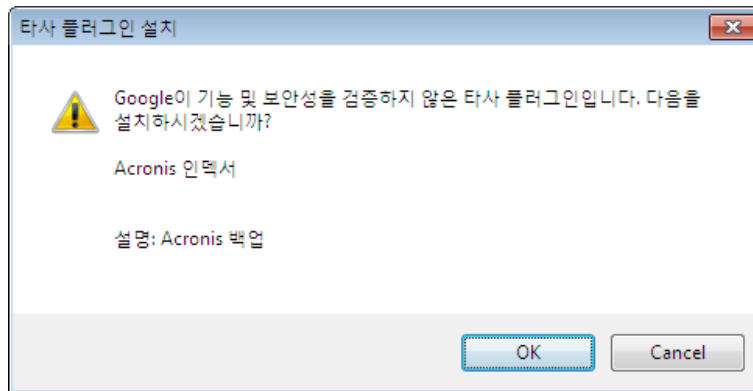 타사 플러그인 설치
Google이 기능 및 보안성을 검증하지 않은 타사 플러그인입니다. 다음을
설치하시겠습니까?
Acronis 인덱서
설명: Acronis 백업
OK
Cancel